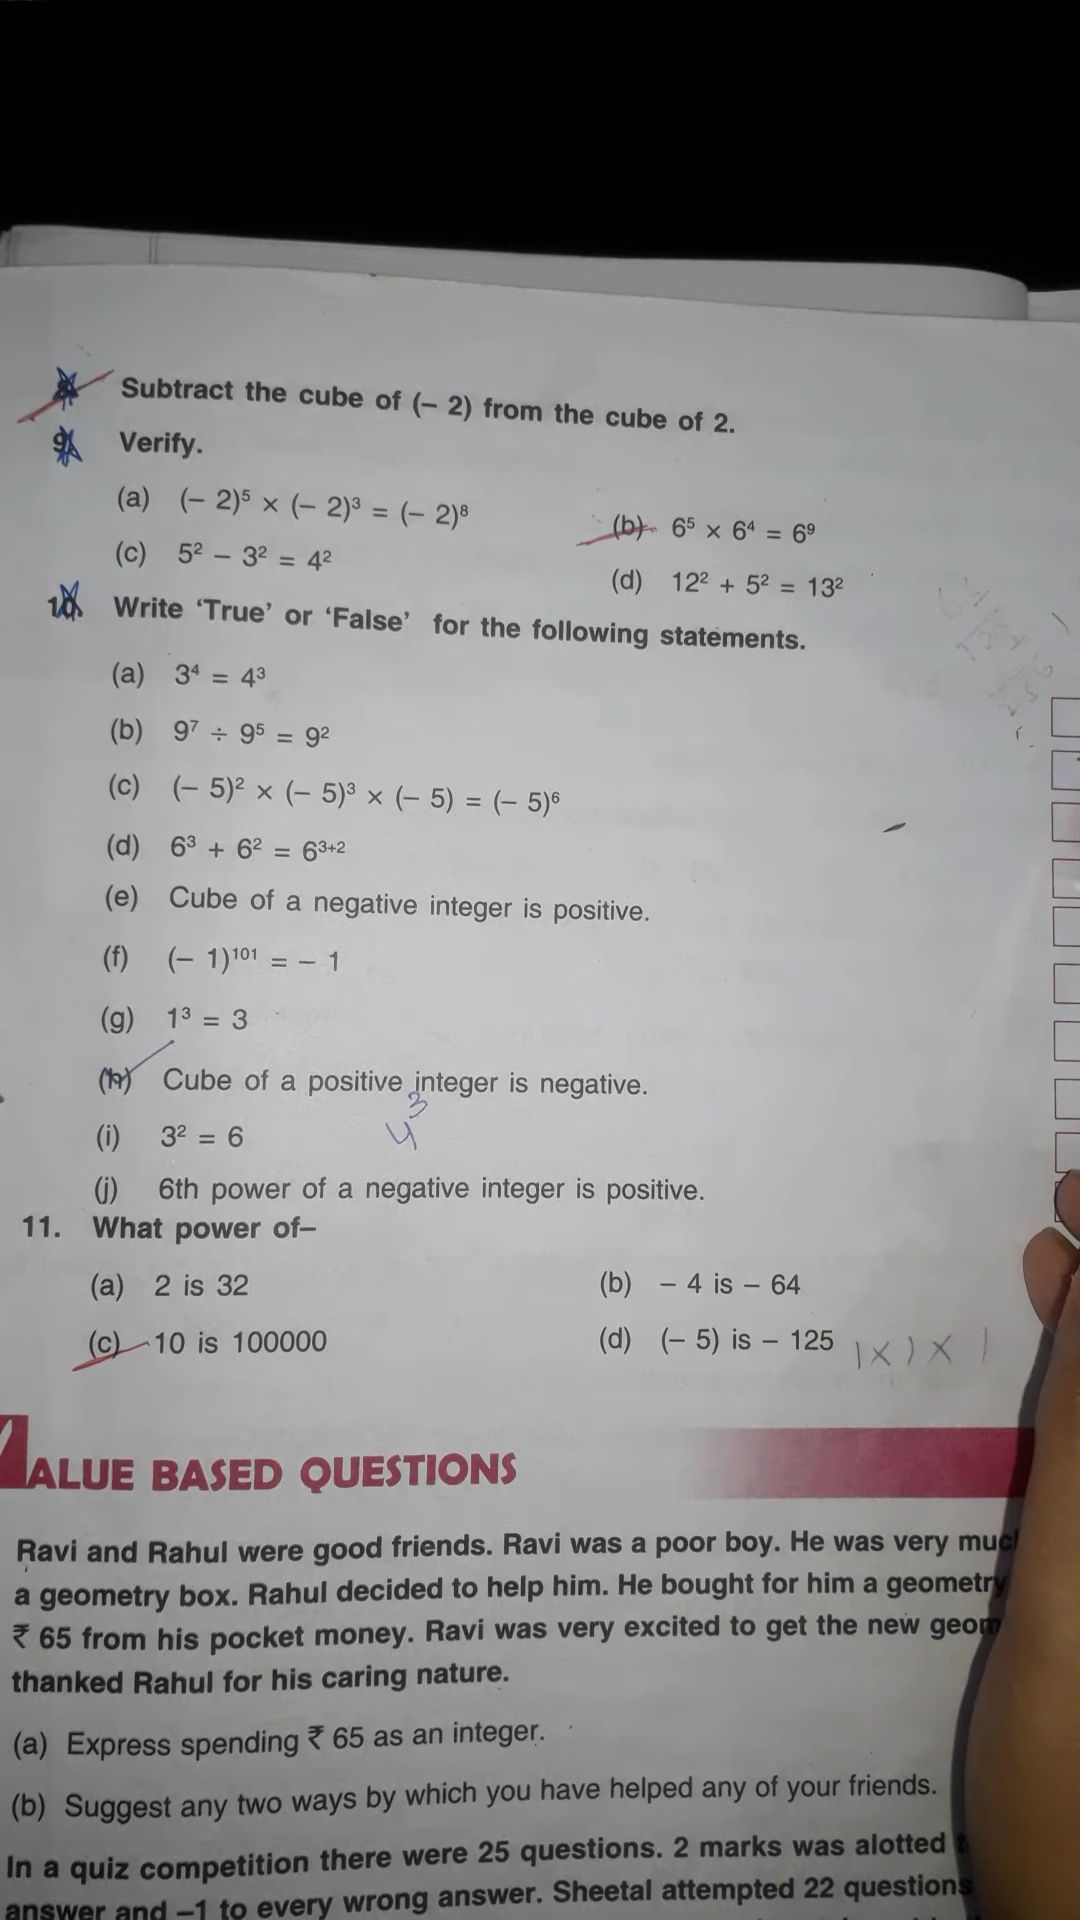 8. Subtract the cube of (– 2) from the cube of 2.
9. Verify.
(a) (– 2)⁵ × (– 2)³ = (– 2)⁸
(b) 6⁵ × 6⁴ = 6⁹
(c) 5² – 3² = 4²
(d) 12² + 5² = 13²
10. Write ‘True’ or ‘False’ for the following statements.
(a) 3⁴ = 4³
(b) 9⁷ ÷ 9⁵ = 9²
(c) (– 5)² × (– 5)³ × (– 5) = (– 5)⁶
(d) 6³ + 6² = 6³⁺²
(e) Cube of a negative integer is positive.
(f) (– 1)¹⁰¹ = – 1
(g) 1³ = 3
(h) Cube of a positive integer is negative.
4³
(i) 3² = 6
(j) 6th power of a negative integer is positive.
11. What power of–
(a) 2 is 32
(b) – 4 is – 64
(c) 10 is 100000
(d) (– 5) is – 125
1 × 1 × 1
VALUE BASED QUESTIONS
Ravi and Rahul were good friends. Ravi was a poor boy. He was very
a geometry box. Rahul decided to help him. He bought for him a geometry
₹ 65 from his pocket money. Ravi was very excited to get the new
thanked Rahul for his caring nature.
(a) Express spending ₹ 65 as an integer.
(b) Suggest any two ways by which you have helped any of your friends.
In a quiz competition there were 25 questions. 2 marks was alotted
answer and –1 to every wrong answer. Sheetal attempted 22 questions